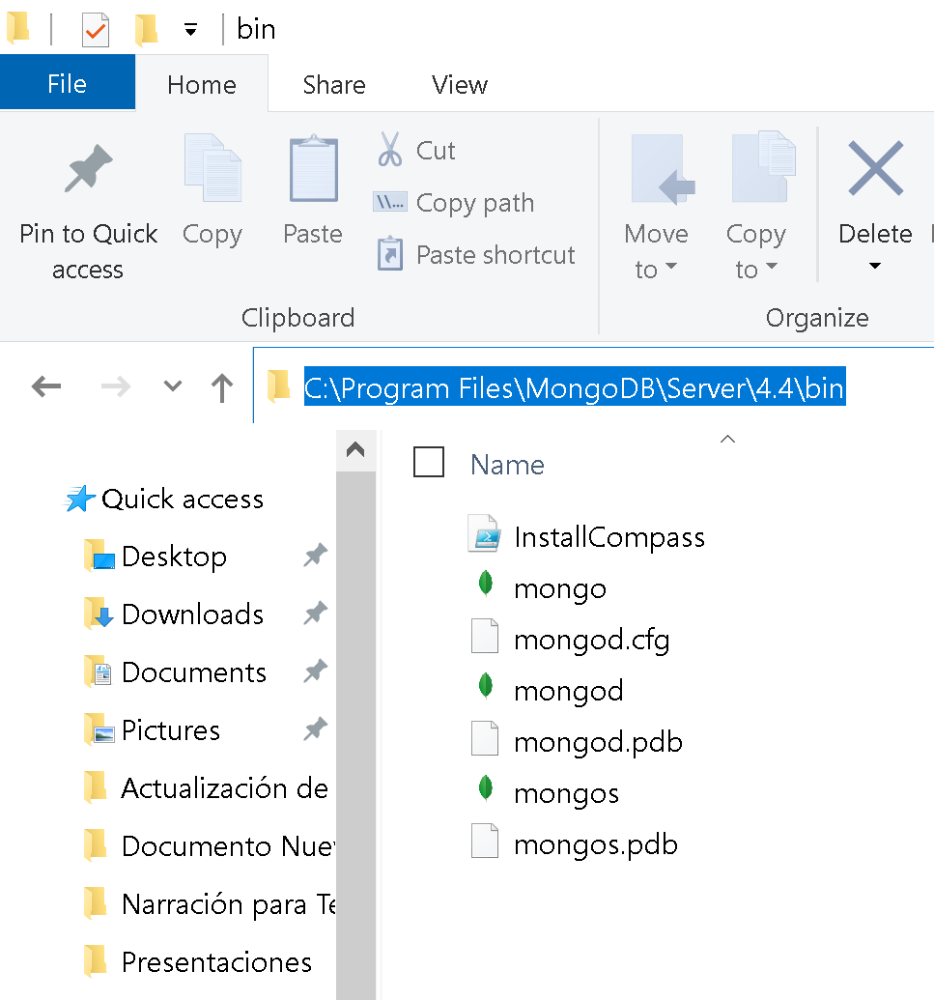 bin
File
Home
Share
View
Pin to Quick
access
Copy
Paste
Cut
Copy path
Paste shortcut
Move
to
Copy
to
Delete
Clipboard
Organize
C:\Program Files\MongoDB\Server\4.4\bin
Quick access
Desktop
Downloads
Documents
Pictures
Actualización de
Documento Nue
Narración para Te
Presentaciones
Name
InstallCompass
mongo
mongod.cfg
mongod
mongod.pdb
mongos
mongos.pdb